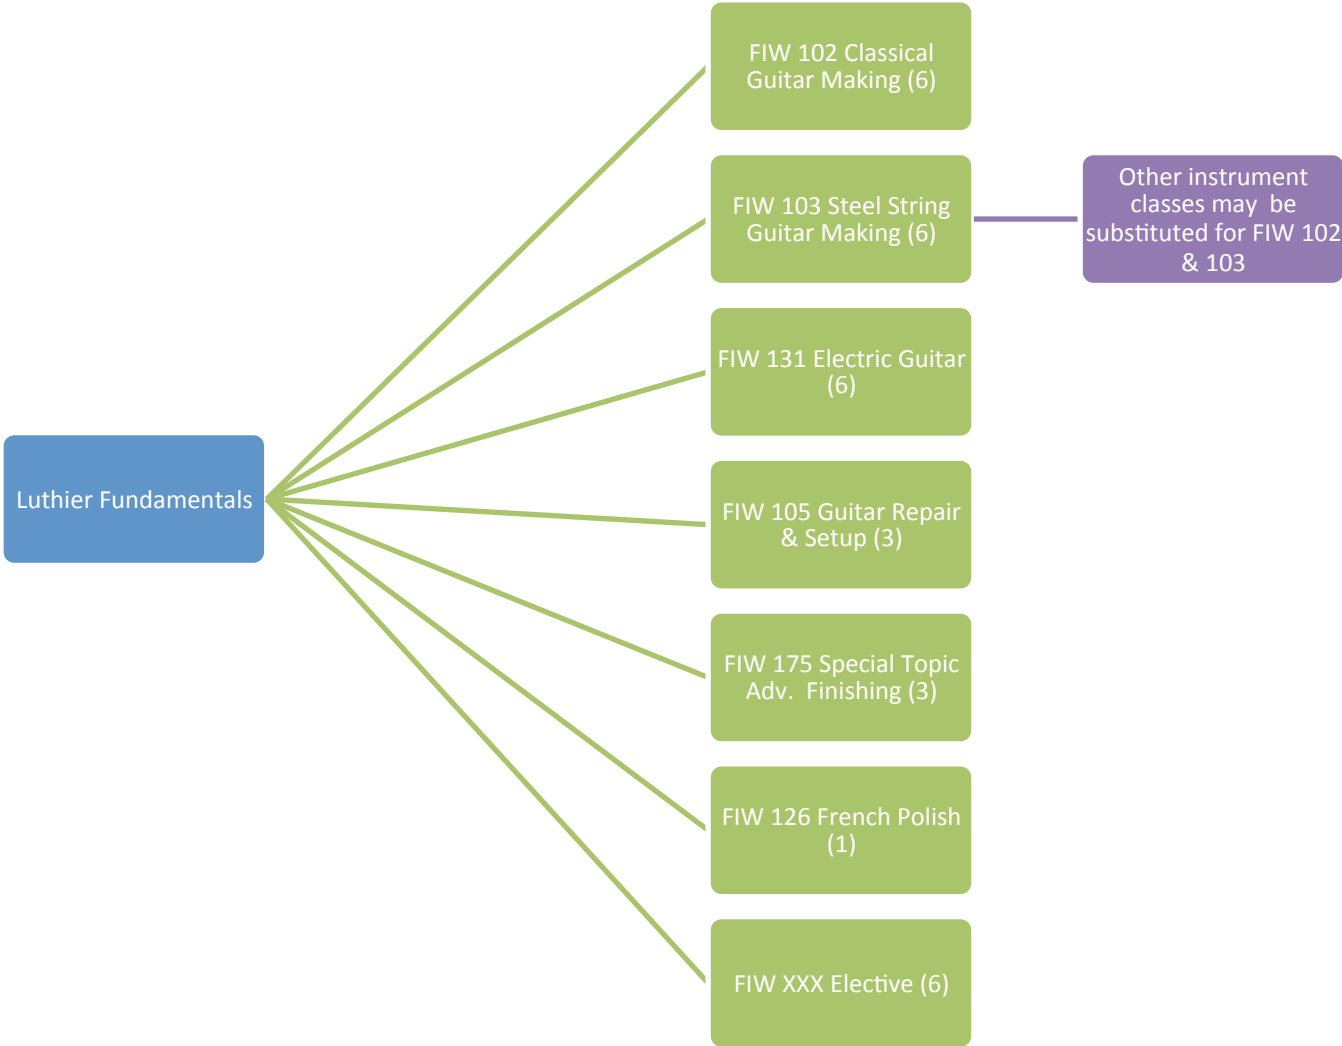 FIW 102 Classical
Guitar Making (6)
FIW 103 Steel String
Guitar Making (6)
Other instrument
classes may  be
substituted for FIW 102
& 103
FIW 131 Electric Guitar
(6)
Luthier Fundamentals
FIW 105 Guitar Repair
& Setup (3)
FIW 175 Special Topic
Adv.  Finishing (3)
FIW 126 French Polish
(1)
FIW XXX Elective (6)